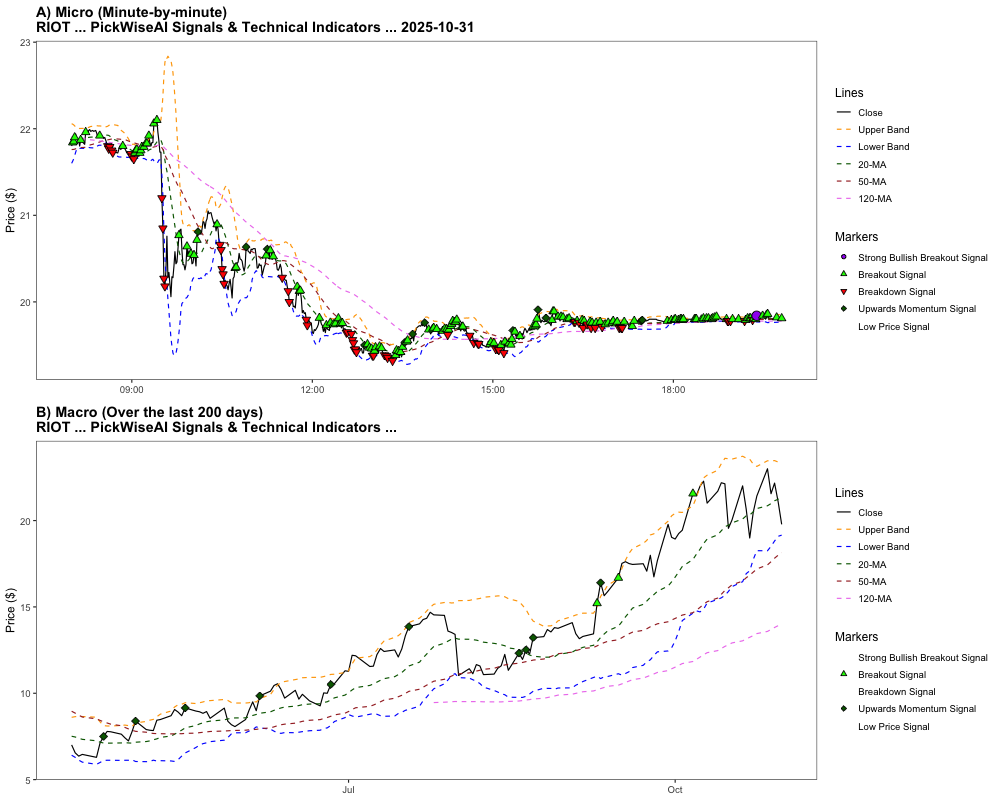 A) Micro (Minute-by-minute)
RIOT ... PickWiseAI Signals & Technical Indicators ... 2025-10-31
Price ($)
23
22
21
20
09:00
12:00
15:00
18:00
Lines
Close
Upper Band
Lower Band
20-MA
50-MA
120-MA
Markers
Strong Bullish Breakout Signal
Breakout Signal
Breakdown Signal
Upwards Momentum Signal
Low Price Signal
B) Macro (Over the last 200 days)
RIOT ... PickWiseAI Signals & Technical Indicators ...
Price ($)
20
15
10
5
Jul
Oct
Lines
Close
Upper Band
Lower Band
20-MA
50-MA
120-MA
Markers
Strong Bullish Breakout Signal
Breakout Signal
Breakdown Signal
Upwards Momentum Signal
Low Price Signal